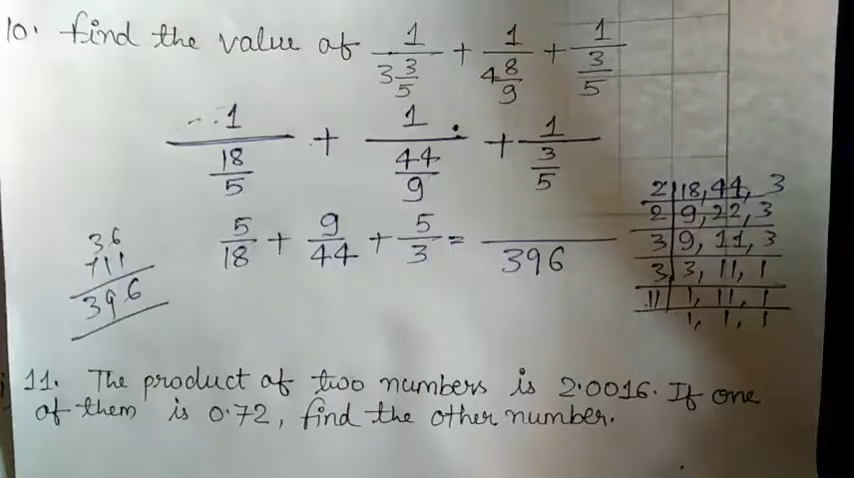 10. find the value of 1/(3 3/5) + 1/(4 8/9) + 1/(3/5)
1/(18/5) + 1/(44/9) + 1/(3/5)
5/18 + 9/44 + 5/3 = /396
36
11
396
2 | 18, 44, 3
2 | 9, 22, 3
3 | 9, 11, 3
3 | 3, 11, 1
11 | 1, 11, 1
1, 1, 1
11. The product of two numbers is 2.0016. If one
of them is 0.72, find the other number.